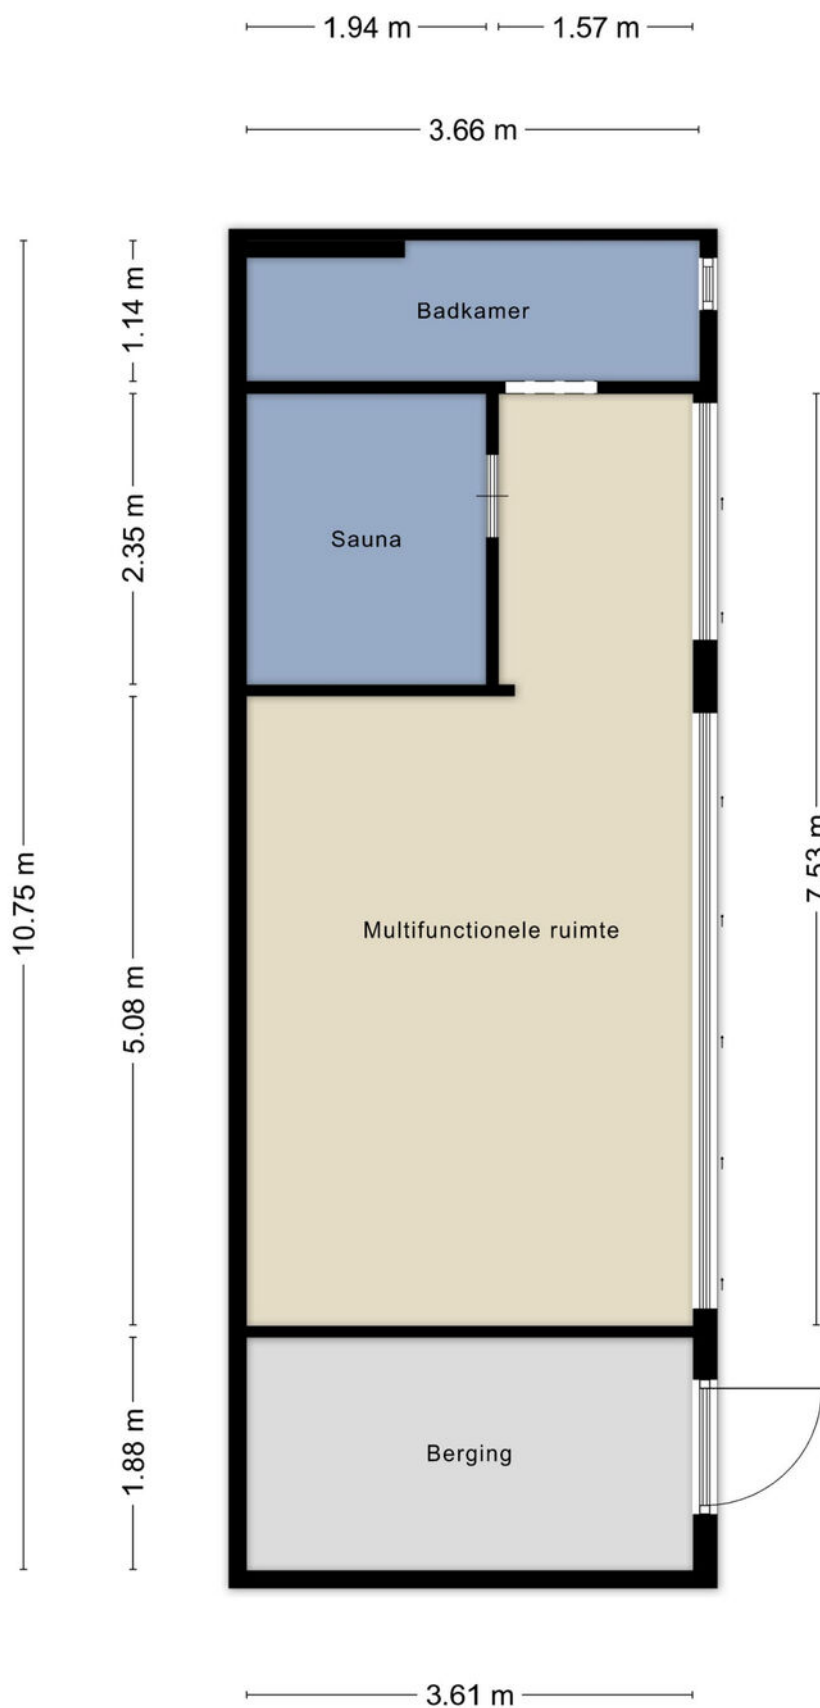 1.94 m
1.57 m
3.66 m
1.14 m
Badkamer
2.35 m
Sauna
10.75 m
7.53 m
Multifunctionele ruimte
5.08 m
1.88 m
Berging
3.61 m